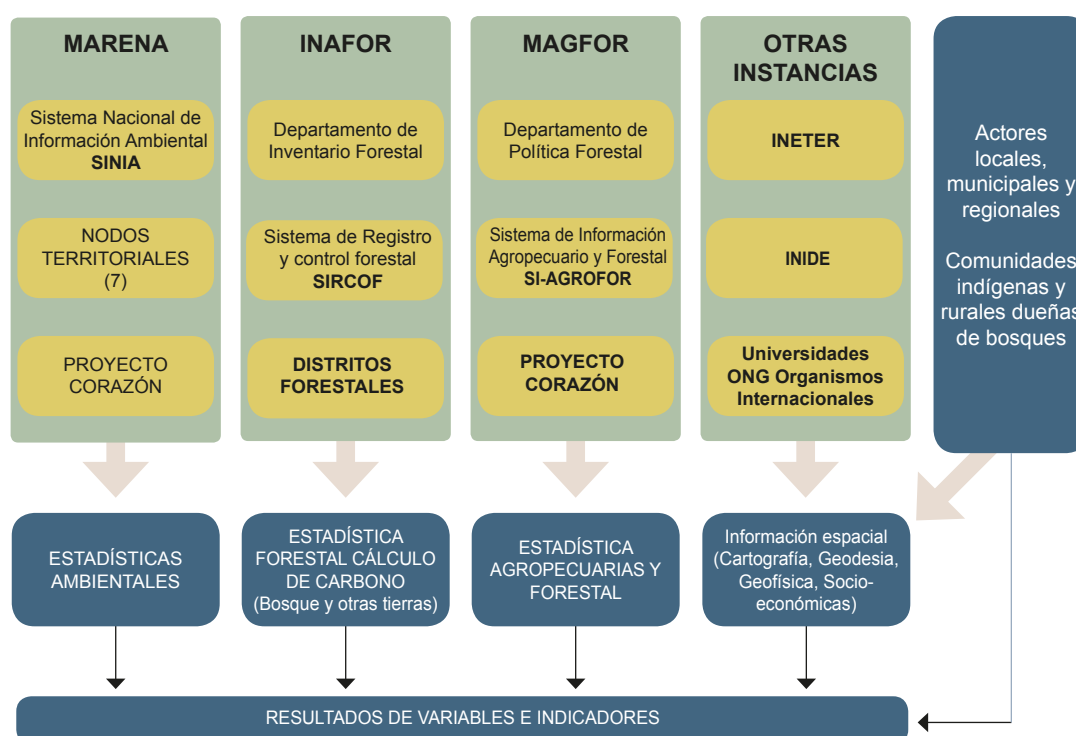 MARENA
Sistema Nacional de
Información Ambiental
SINIA
NODOS
TERRITORIALES
(7)
PROYECTO
CORAZÓN
INAFOR
Departamento de
Inventario Forestal
Sistema de Registro
y control forestal
SIRCOF
DISTRITOS
FORESTALES
MAGFOR
Departamento de
Política Forestal
Sistema de Información
Agropecuario y Forestal
SI-AGROFOR
PROYECTO
CORAZÓN
OTRAS
INSTANCIAS
INETER
INIDE
Universidades
ONG Organismos
Internacionales
Actores
locales,
municipales y
regionales
Comunidades
indígenas y
rurales dueñas
de bosques
ESTADÍSTICAS
AMBIENTALES
ESTADÍSTICA
FORESTAL CÁLCULO
DE CARBONO
(Bosque y otras tierras)
ESTADÍSTICA
AGROPECUARIAS Y
FORESTAL
Información espacial
(Cartografía, Geodesia,
Geofísica, Socio-
económicas)
RESULTADOS DE VARIABLES E INDICADORES